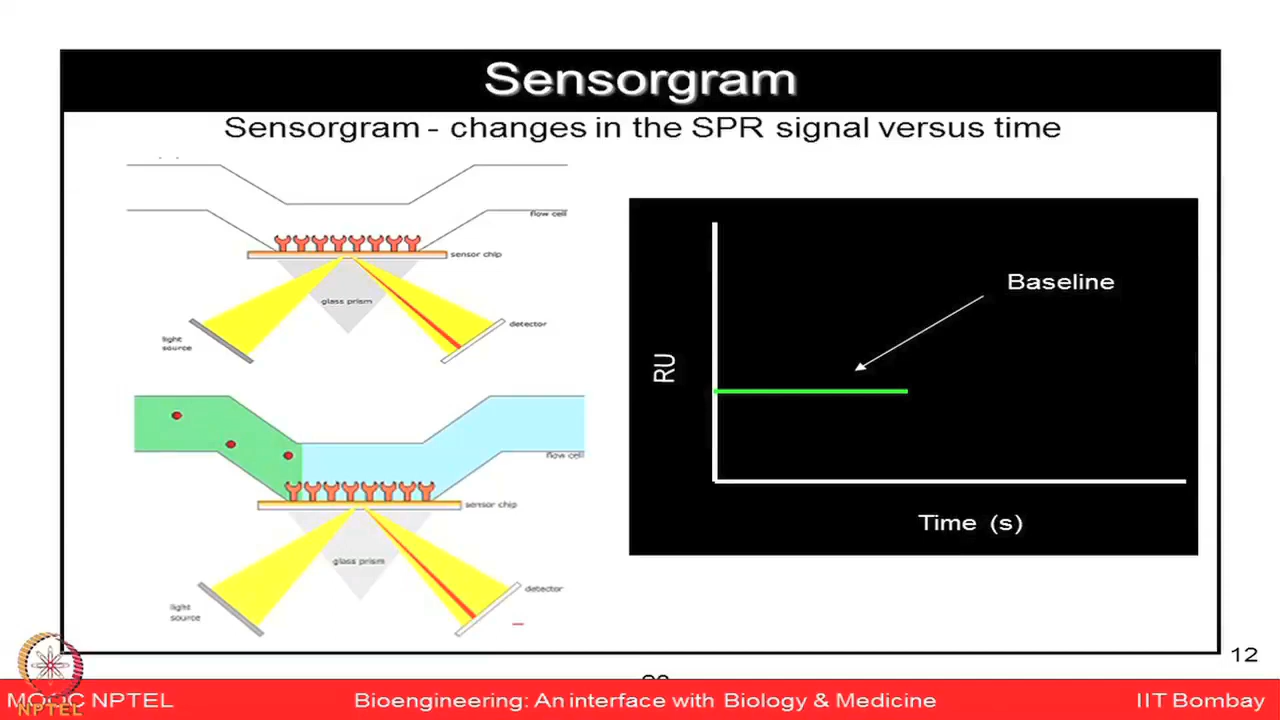 Sensorgram
Sensorgram - changes in the SPR signal versus time
flow cell
sensor chip
glass prism
light
source
detector
flow cell
sensor chip
glass prism
light
source
detector
Baseline
RU
Time (s)
12
MOOC NPTEL
Bioengineering: An interface with Biology & Medicine
IIT Bombay
NPTEL